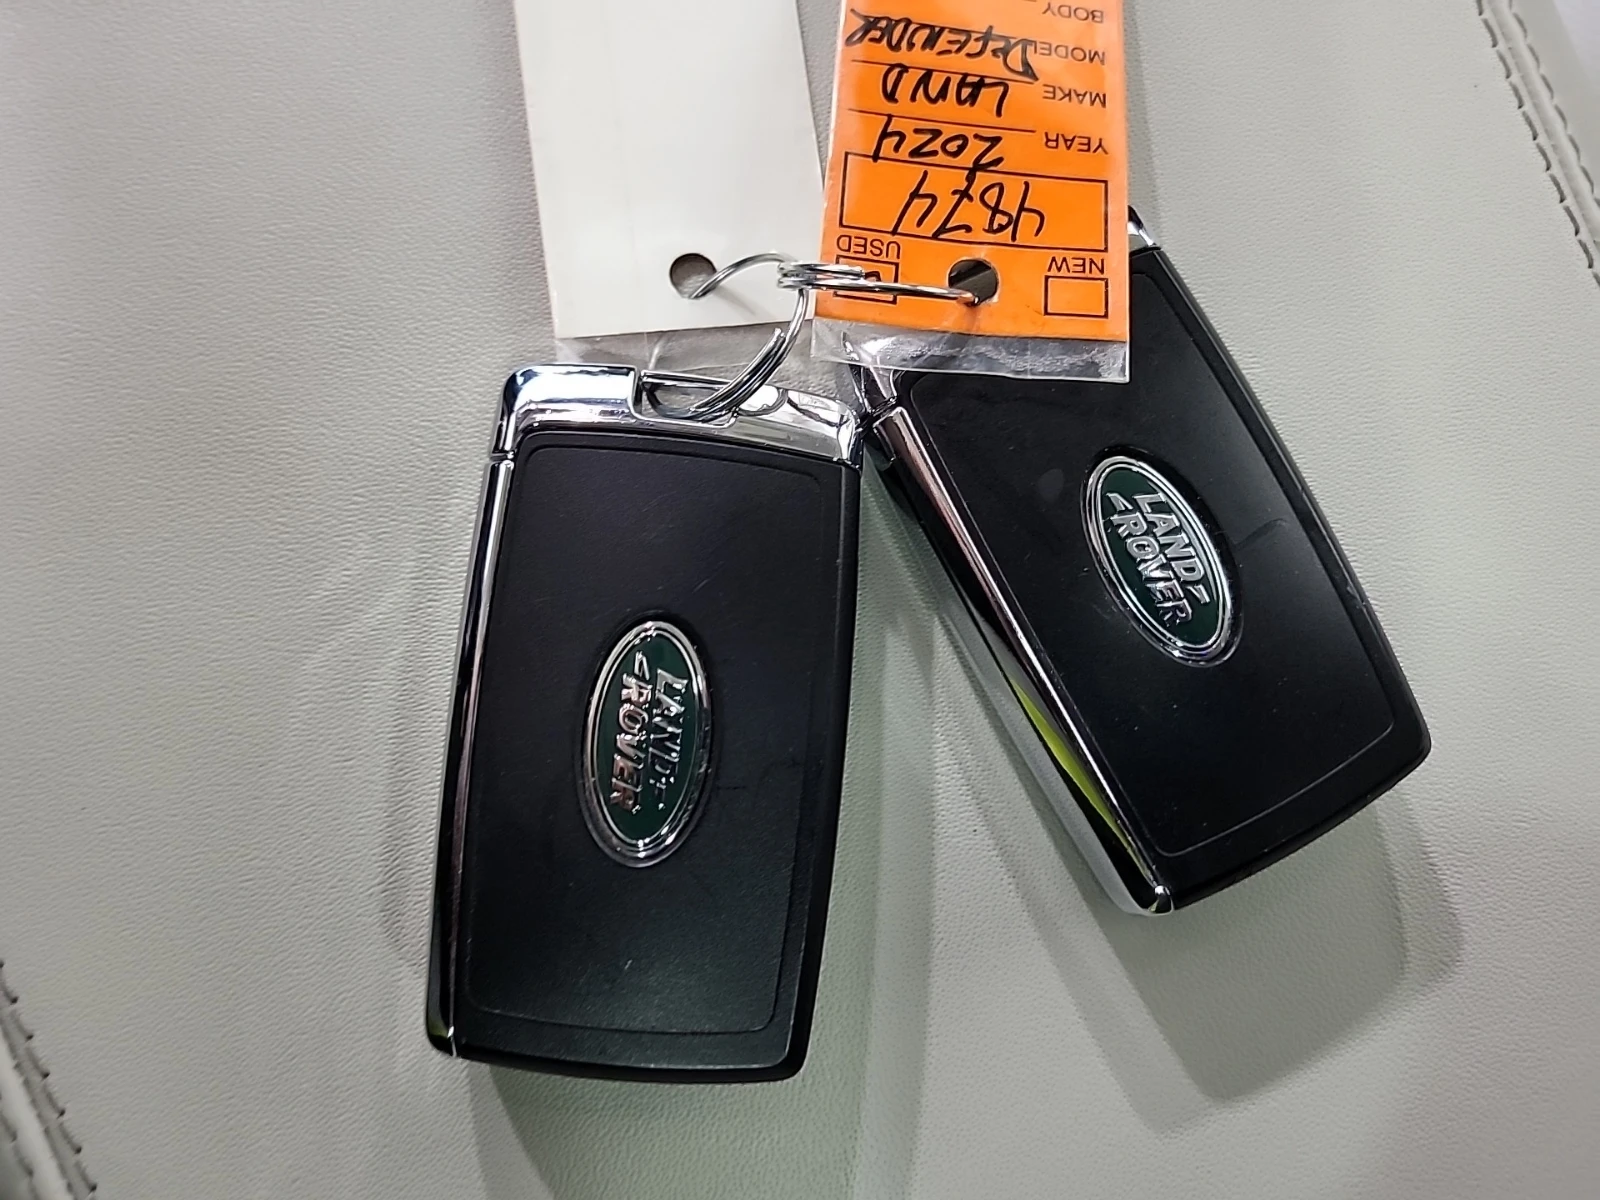 NEW
USED
4874
YEAR 2024
MAKE LAND
MODEL DEFENDER
BODY
LAND
ROVER
LAND
ROVER